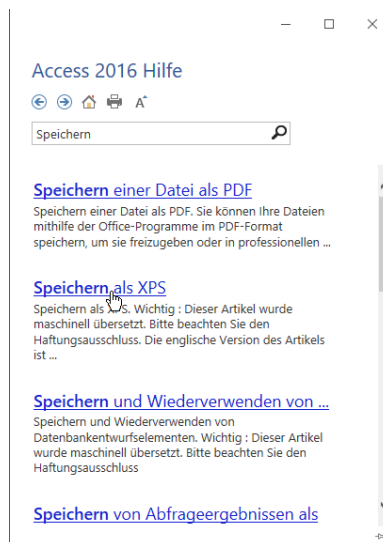 Access 2016 Hilfe
Speichern
Speichern einer Datei als PDF
Speichern einer Datei als PDF. Sie können Ihre Dateien
mithilfe der Office-Programme im PDF-Format
speichern, um sie freizugeben oder in professionellen ...
Speichern als XPS
Speichern als XPS. Wichtig : Dieser Artikel wurde
maschinell übersetzt. Bitte beachten Sie den
Haftungsausschluss. Die englische Version des Artikels
ist ...
Speichern und Wiederverwenden von ...
Speichern und Wiederverwenden von
Datenbankentwurfselementen. Wichtig : Dieser Artikel
wurde maschinell übersetzt. Bitte beachten Sie den
Haftungsausschluss
Speichern von Abfrageergebnissen als